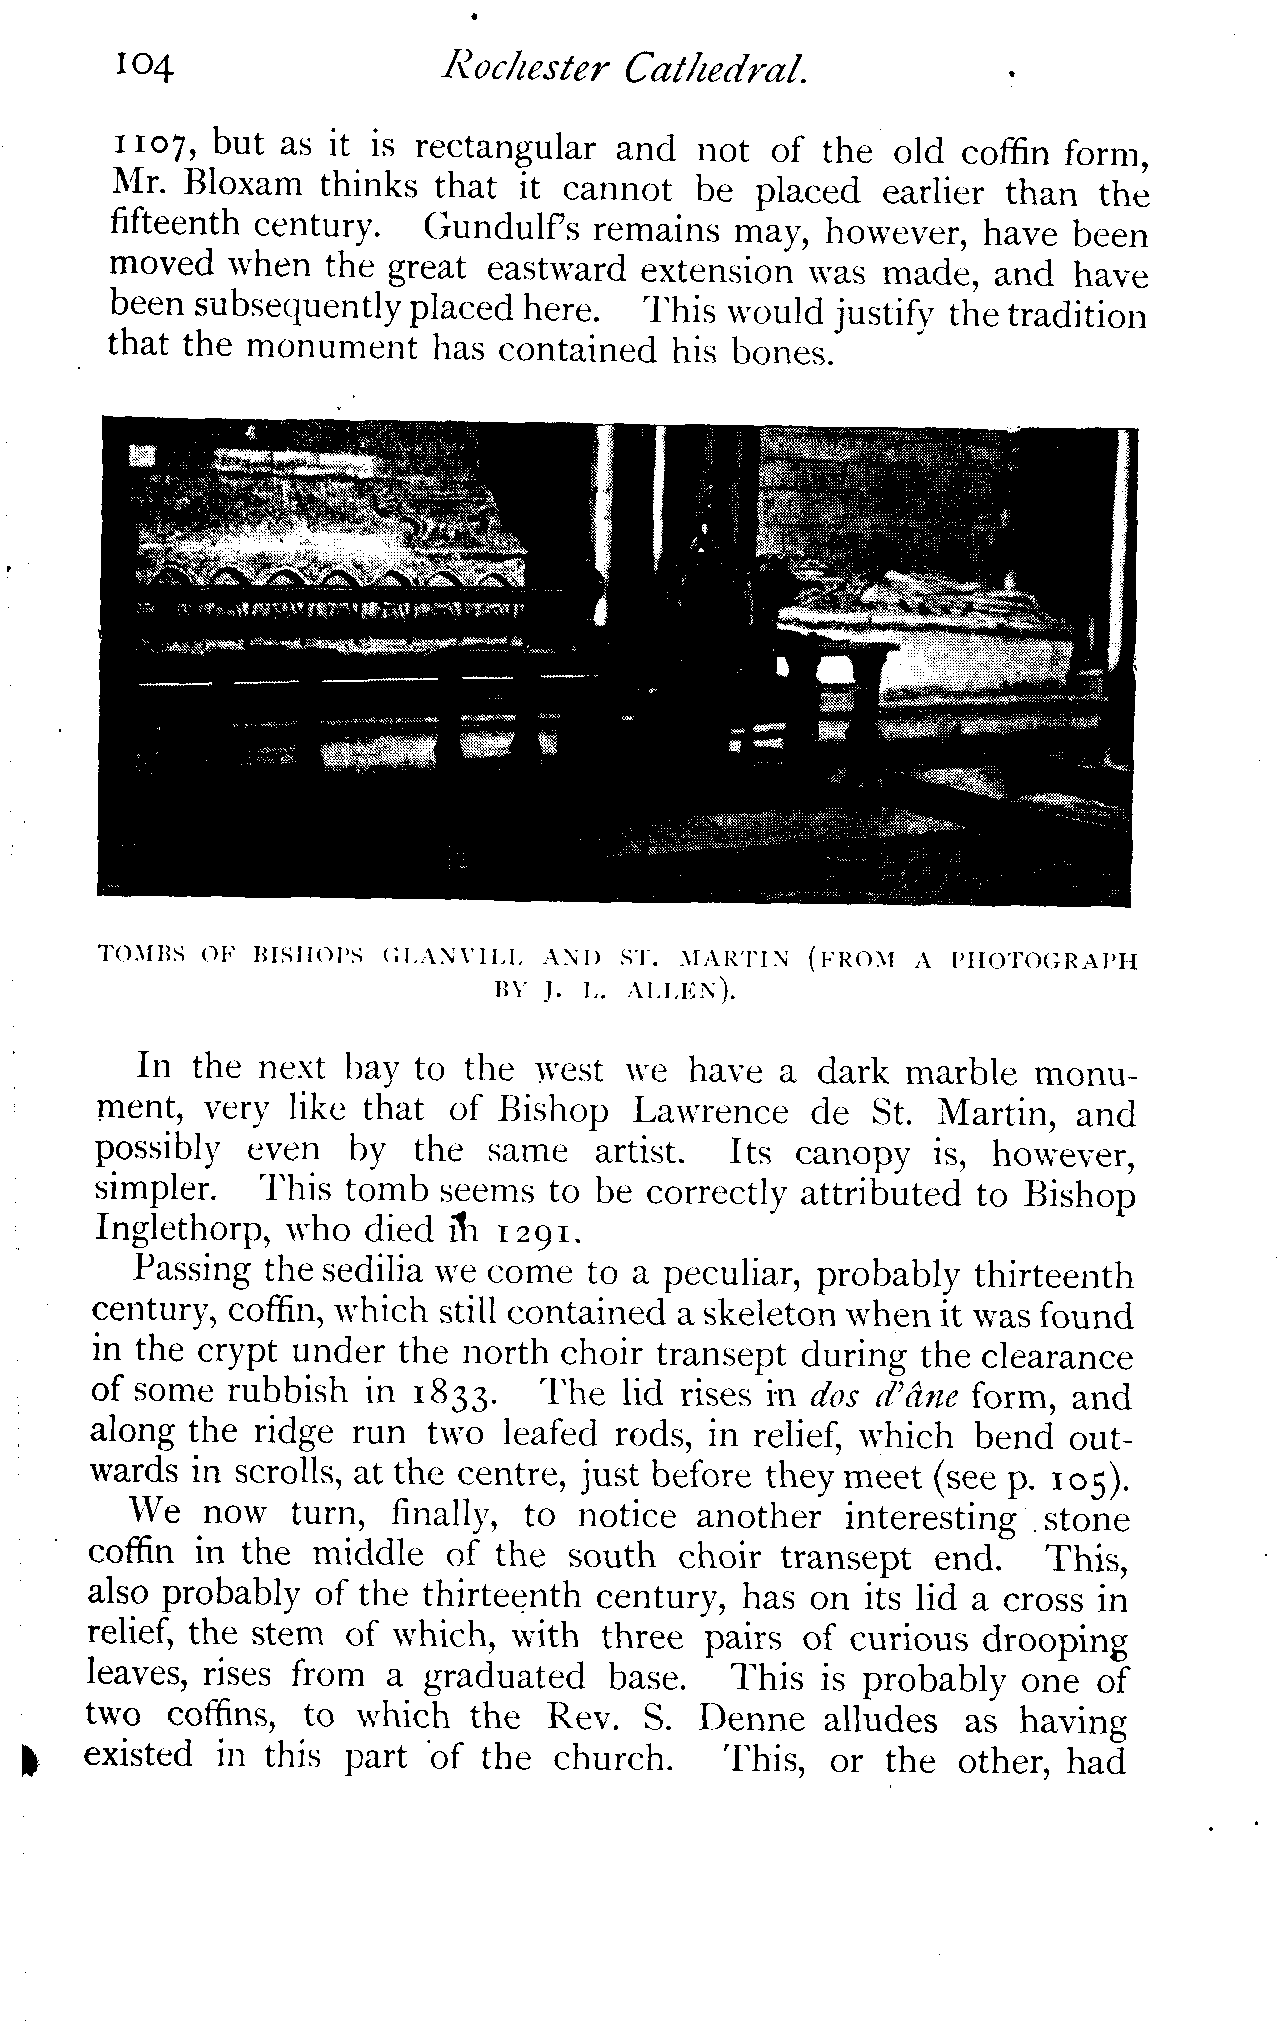 104 Rochester Cathedral.
1107, but as it is rectangular and not of the old coffin form,
Mr. Bloxam thinks that it cannot be placed earlier than the
fifteenth century. Gundulf's remains may, however, have been
moved when the great eastward extension was made, and have
been subsequently placed here. This would justify the tradition
that the monument has contained his bones.
TOMBS OF BISHOPS GLANVILL AND ST. MARTIN (FROM A PHOTOGRAPH
BY J. L. ALLEN).
In the next bay to the west we have a dark marble monu-
ment, very like that of Bishop Lawrence de St. Martin, and
possibly even by the same artist. Its canopy is, however,
simpler. This tomb seems to be correctly attributed to Bishop
Inglethorp, who died in 1291.
Passing the sedilia we come to a peculiar, probably thirteenth
century, coffin, which still contained a skeleton when it was found
in the crypt under the north choir transept during the clearance
of some rubbish in 1833. The lid rises in dos d'âne form, and
along the ridge run two leafed rods, in relief, which bend out-
wards in scrolls, at the centre, just before they meet (see p. 105).
We now turn, finally, to notice another interesting stone
coffin in the middle of the south choir transept end. This,
also probably of the thirteenth century, has on its lid a cross in
relief, the stem of which, with three pairs of curious drooping
leaves, rises from a graduated base. This is probably one of
two coffins, to which the Rev. S. Denne alludes as having
existed in this part of the church. This, or the other, had